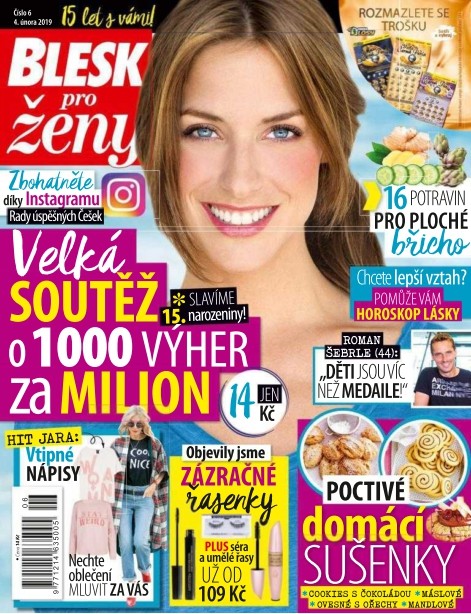 Číslo 6
4. února 2019
15 let s vámi!
BLESK
pro
ženy
ROZMAZLETE SE
TROŠKU
Zbohatněte
díky Instagramu
Rady úspěšných Češek
16 POTRAVIN
PRO PLOCHÉ
břicho
Velká
SOUTĚŽ
o 1000 VÝHER
za MILION
* SLAVÍME
15. narozeniny!
14 JEN
Kč
Chcete lepší vztah?
POMŮŽE VÁM
HOROSKOP LÁSKY
ROMAN
ŠEBRLE (44):
„DĚTI JSOU VÍC
NEŽ MEDAILE!“
HIT JARA:
Vtipné
NÁPISY
COOL
NICE
Nechte
oblečení
MLUVIT ZA VÁS
Objevily jsme
ZÁZRAČNÉ
řasenky
PLUS séra
a umělé řasy
UŽ OD
109 KČ
POCTIVÉ
domácí
SUŠENKY
*COOKIES S ČOKOLÁDOU *MÁSLOVÉ
*OVESNÉ S OŘECHY *MANDLOVÉ
06
9771214635005